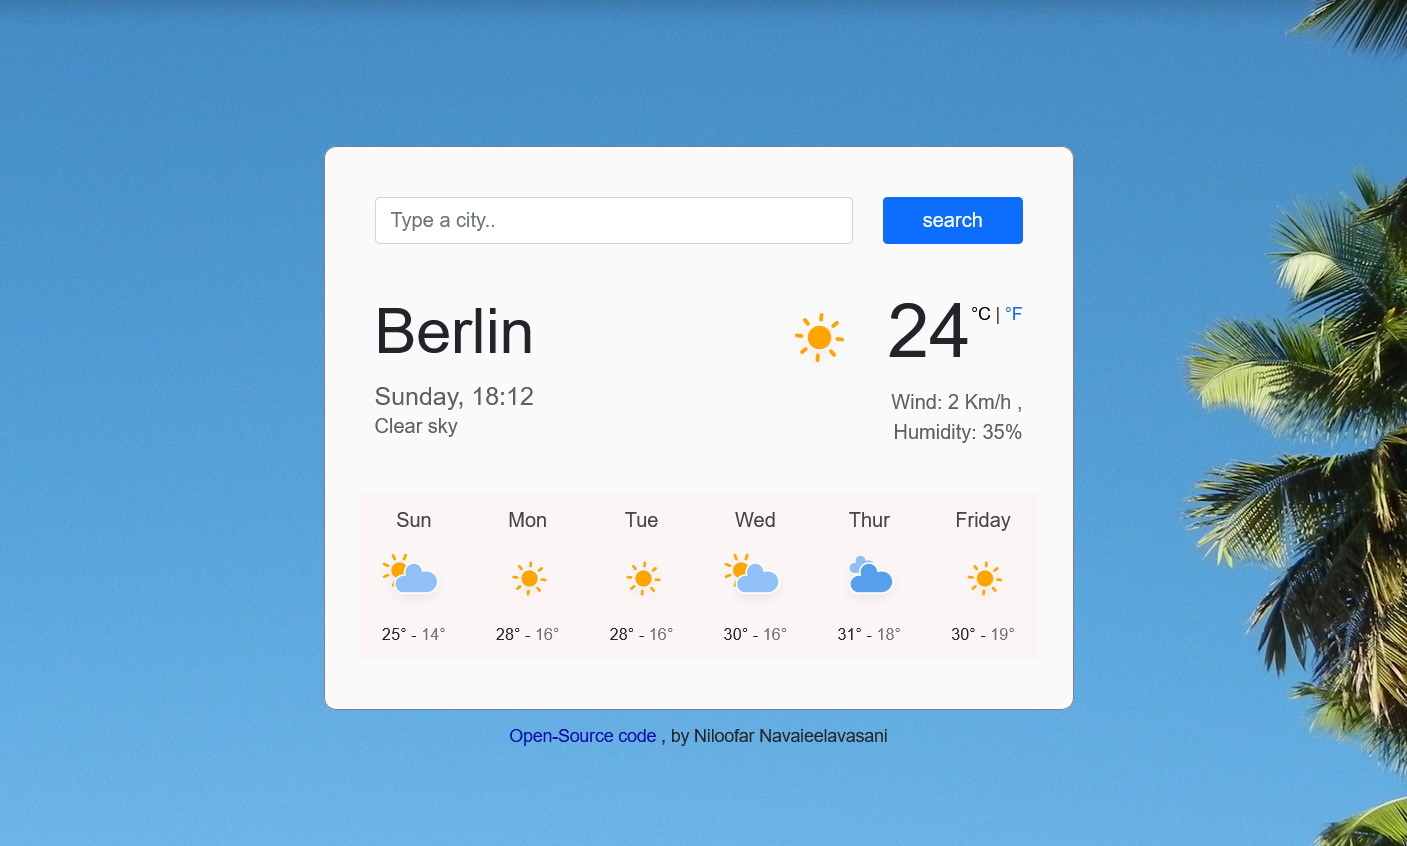 Type a city..
search
Berlin
24 °C | °F
Sunday, 18:12
Clear sky
Wind: 2 Km/h ,
Humidity: 35%
Sun Mon Tue Wed Thur Friday
25° - 14° 28° - 16° 28° - 16° 30° - 16° 31° - 18° 30° - 19°
Open-Source code , by Niloofar Navaieelavasani